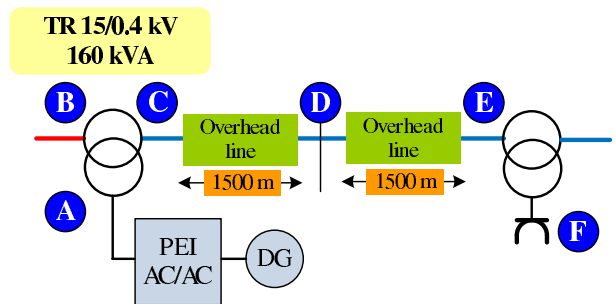 TR 15/0.4 kV
160 kVA
B
C
D
E
Overhead
line
Overhead
line
1500 m
1500 m
A
F
PEI
AC/AC
DG